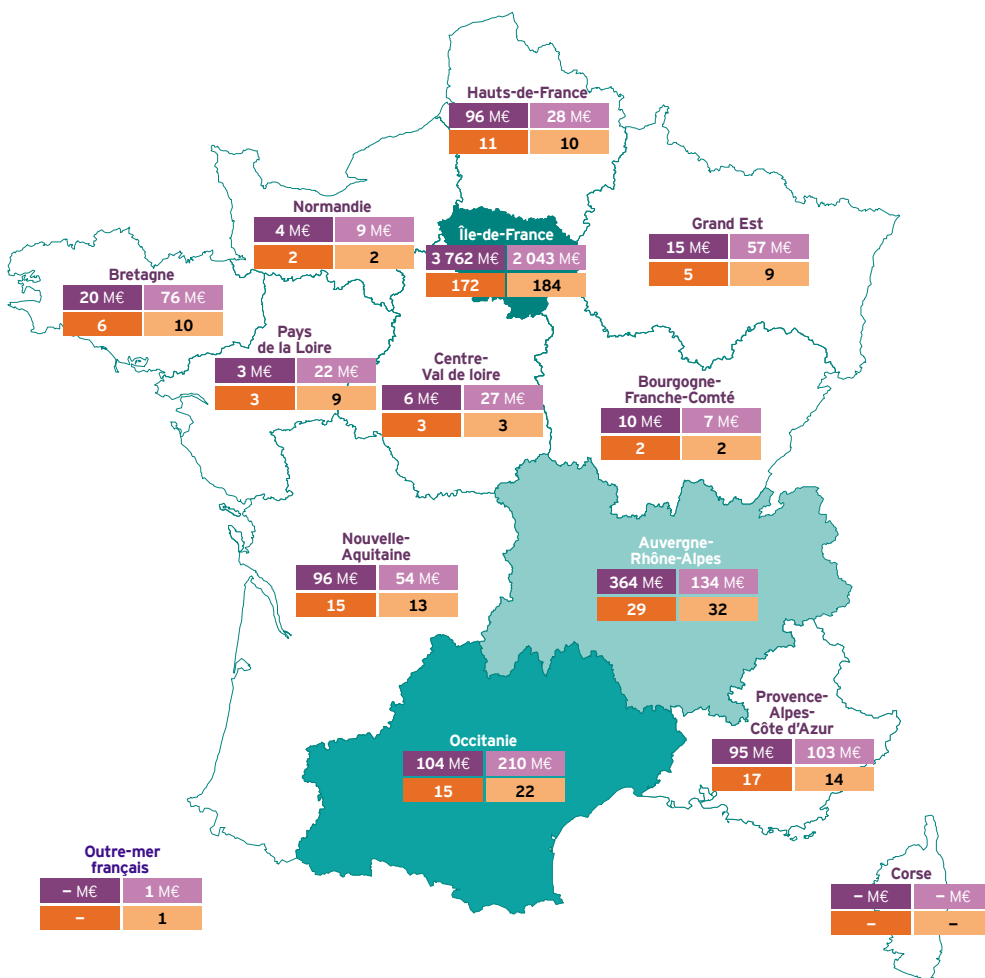 Hauts-de-France
96 M€ 28 M€
11 10
Normandie
4 M€ 9 M€
2 2
Île-de-France
3 762 M€ 2 043 M€
172 184
Grand Est
15 M€ 57 M€
5 9
Bretagne
20 M€ 76 M€
6 10
Pays
de la Loire
3 M€ 22 M€
3 9
Centre-
Val de loire
6 M€ 27 M€
3 3
Bourgogne-
Franche-Comté
10 M€ 7 M€
2 2
Nouvelle-
Aquitaine
96 M€ 54 M€
15 13
Auvergne-
Rhône-Alpes
364 M€ 134 M€
29 32
Provence-
Alpes-
Côte d'Azur
95 M€ 103 M€
17 14
Occitanie
104 M€ 210 M€
15 22
Outre-mer
français
– M€ 1 M€
– 1
Corse
– M€ – M€
– –